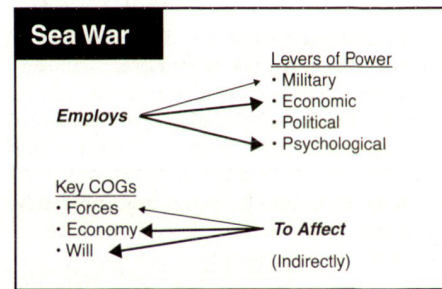 Sea War
Levers of Power
· Military
· Economic
· Political
· Psychological
Employs
Key COGs
· Forces
· Economy
· Will
To Affect
(Indirectly)